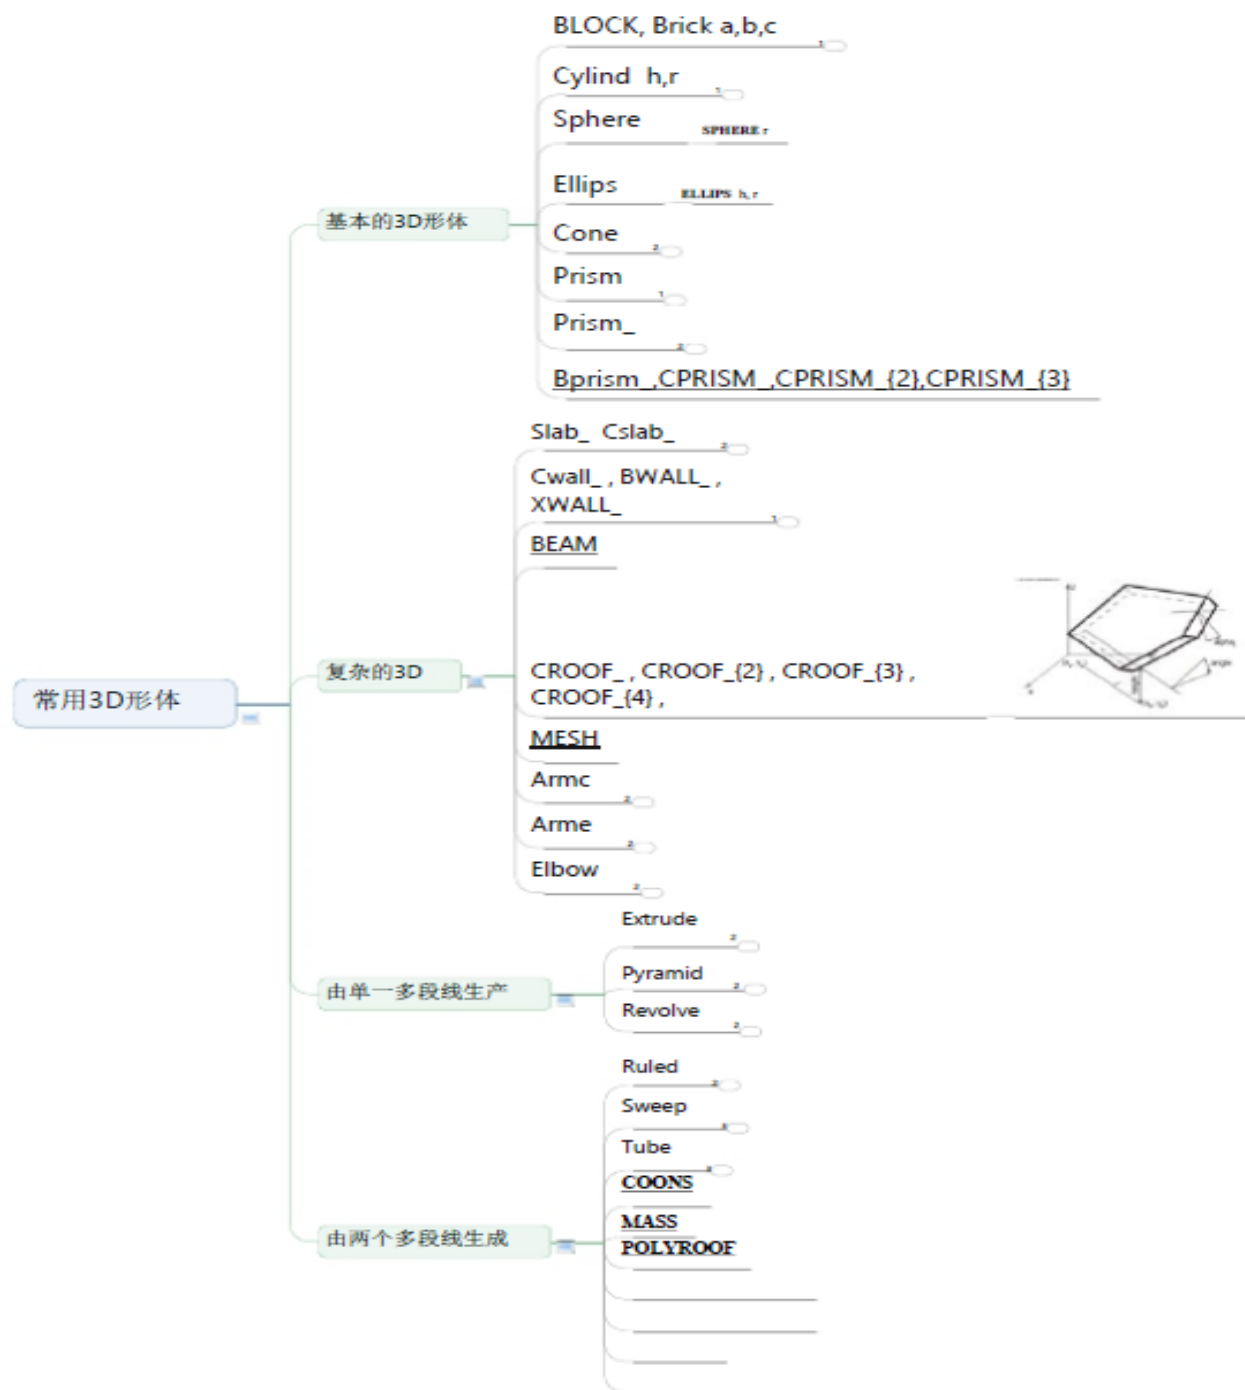 BLOCK, Brick a,b,c
Cylind h,r
Sphere
SPHERE r
Ellips
ELLIPS h, r
基本的3D形体
Cone
Prism
Prism_
Bprism_,CPRISM_,CPRISM_{2},CPRISM_{3}
Slab_ Cslab_
Cwall_ , BWALL_ ,
XWALL_
BEAM
复杂的3D
CROOF_ , CROOF_{2} , CROOF_{3} ,
CROOF_{4} ,
常用3D形体
MESH
Armc
Arme
Elbow
Extrude
Pyramid
由单一多段线生产
Revolve
Ruled
Sweep
Tube
COONS
MASS
由两个多段线生成
POLYROOF